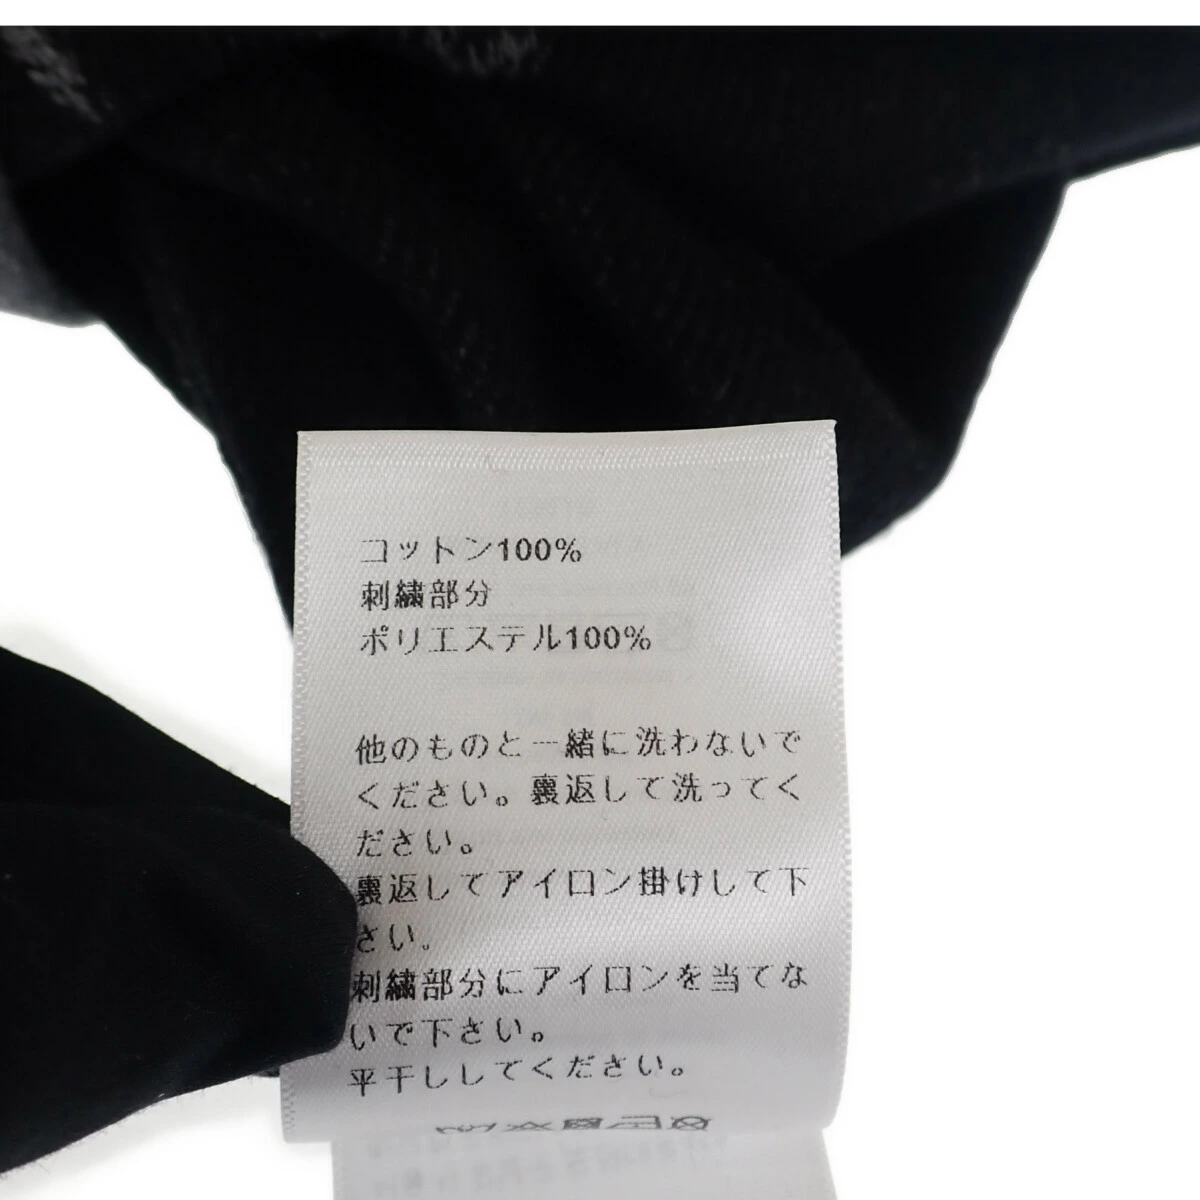 コットン100%
刺繍部分
ポリエステル100%
他のものと一緒に洗わないで
ください。裏返して洗ってく
ださい。
裏返してアイロン掛けして下
さい。
刺繍部分にアイロンを当てな
いで下さい。
平干ししてください。